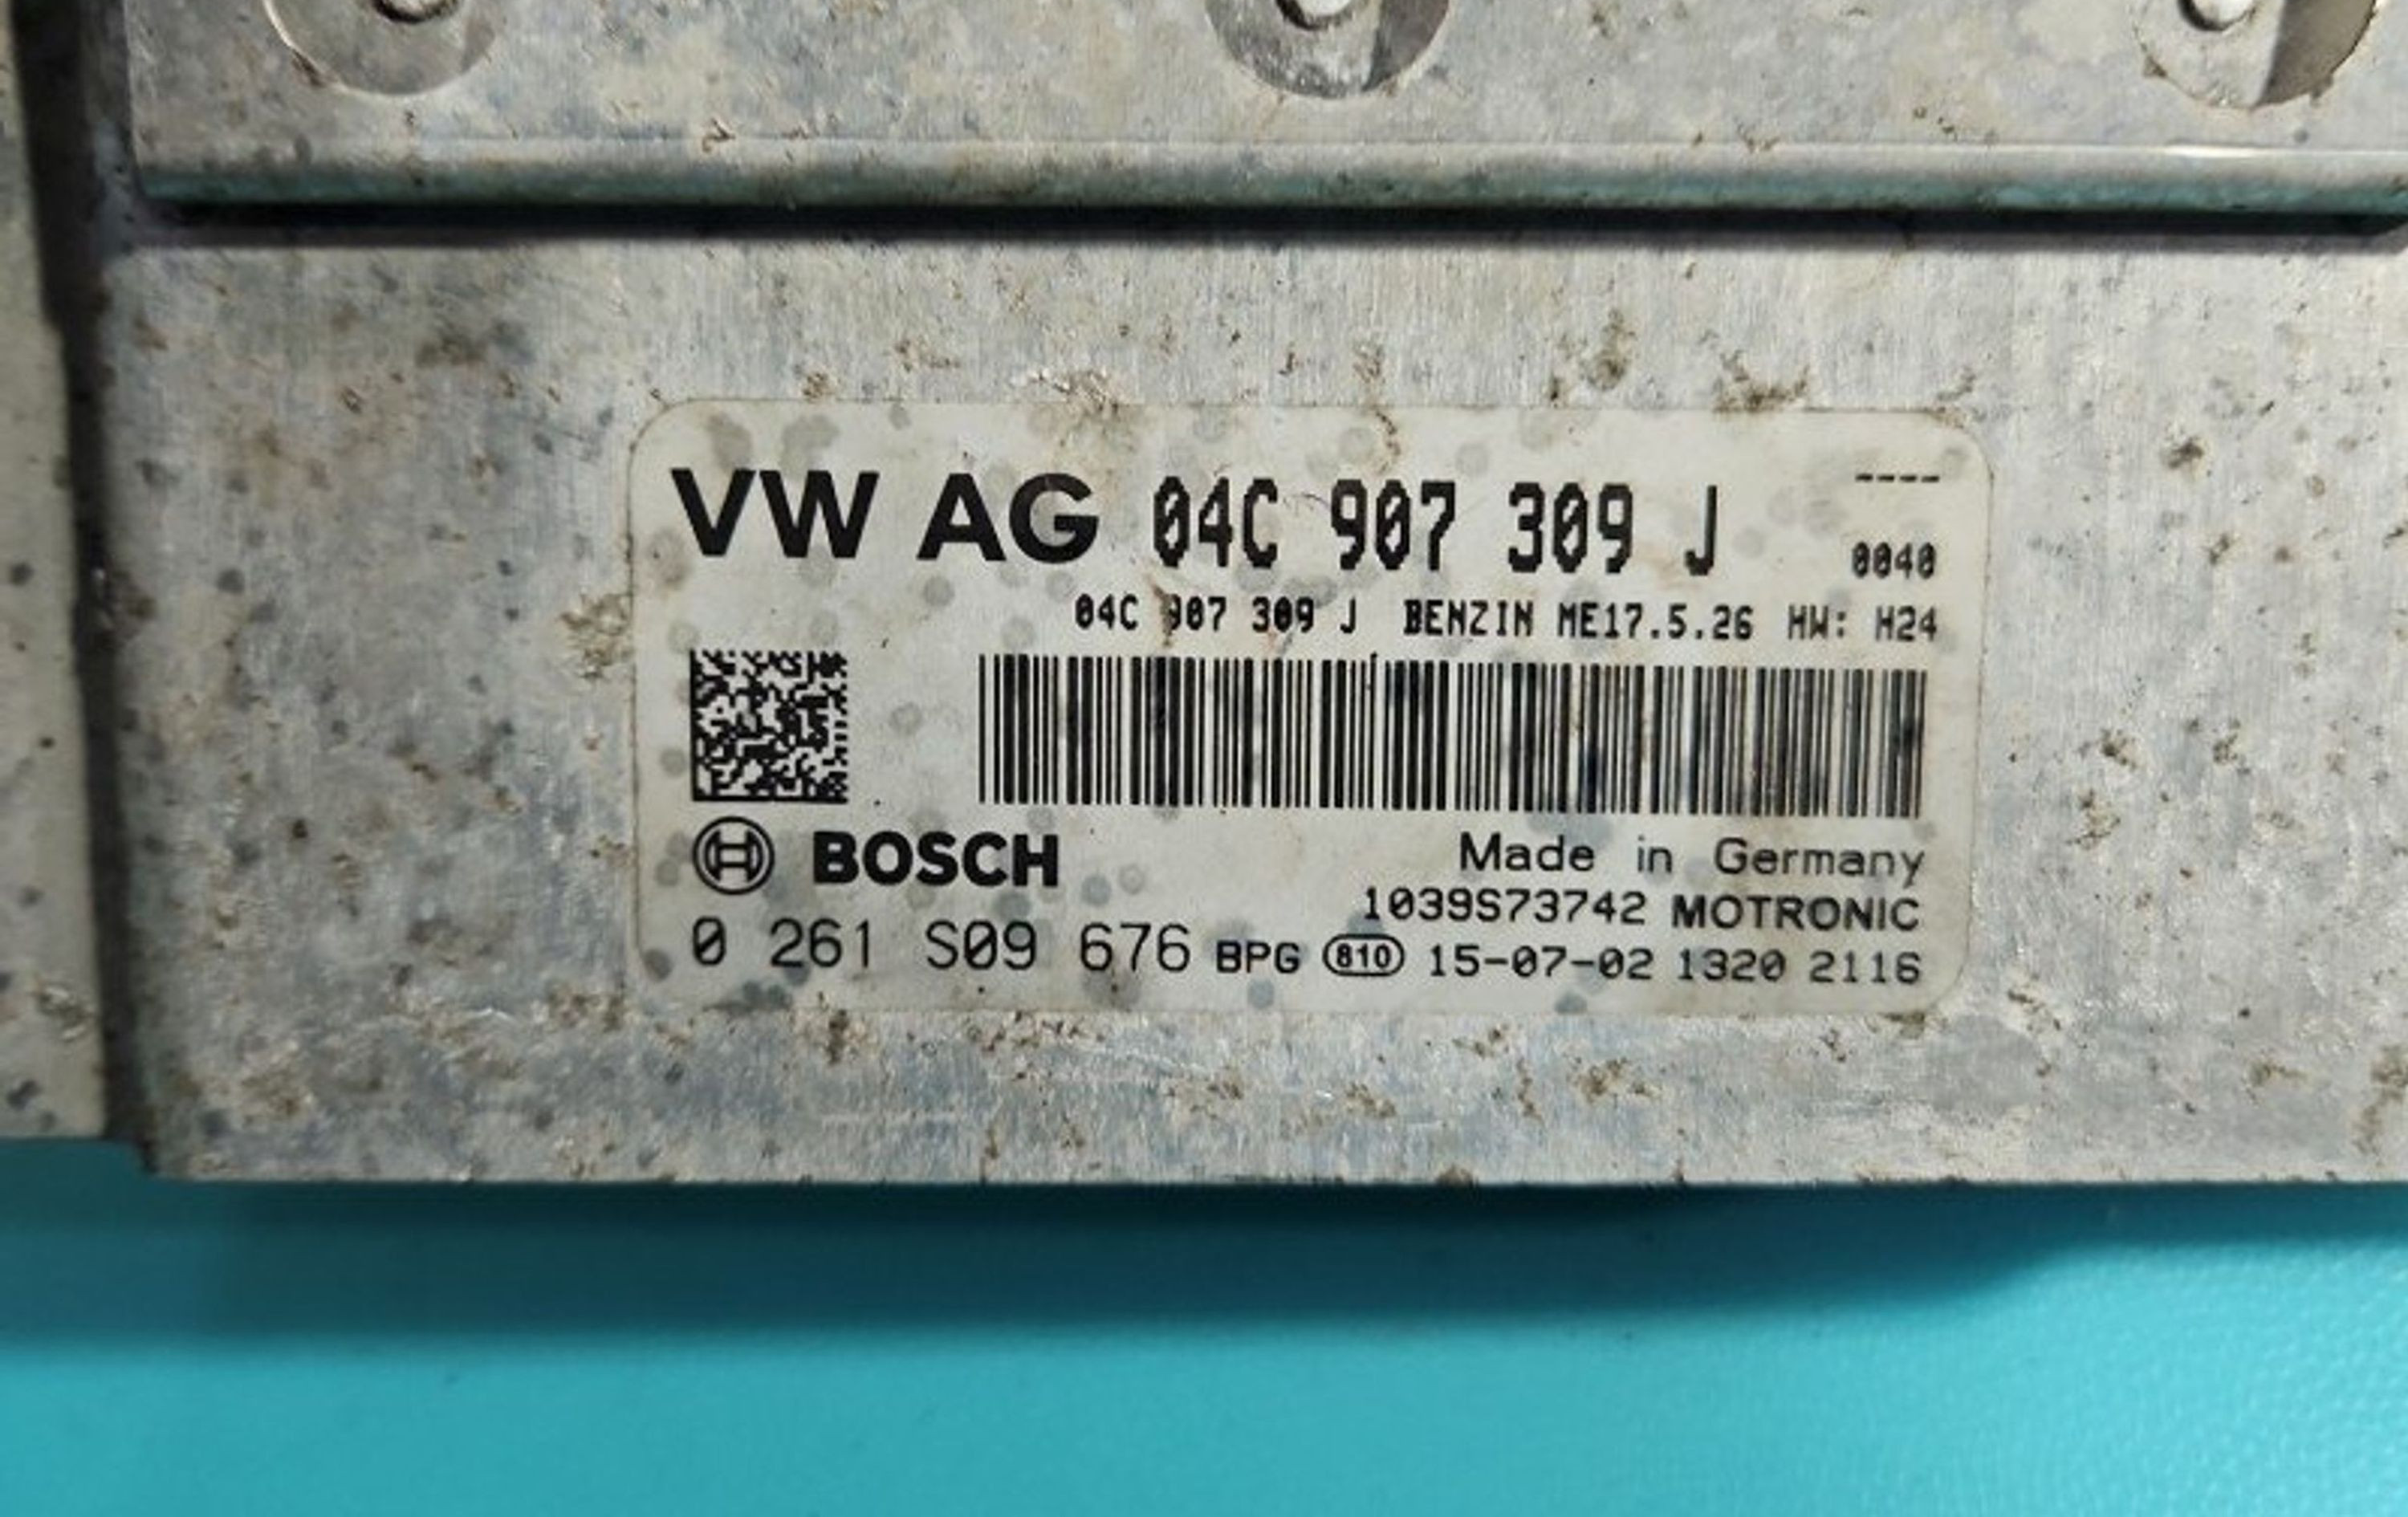 VW AG 04C 907 309 J ----
0040
04C 907 309 J BENZIN ME17.5.26 HW: H24
BOSCH
Made in Germany
1039S73742 MOTRONIC
0 261 S09 676 BPG 810 15-07-02 1320 2116